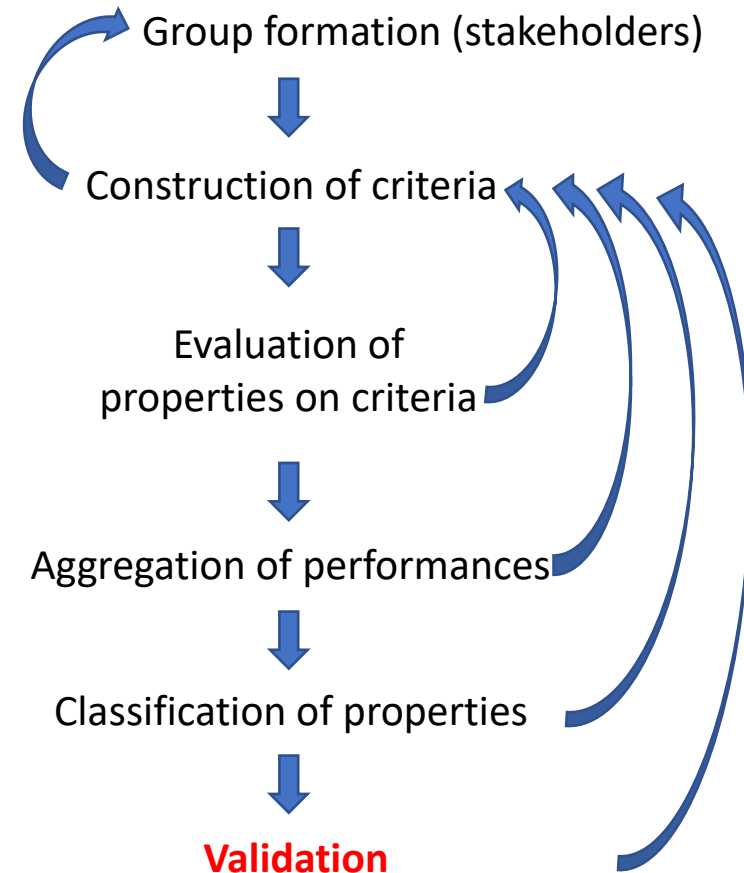 Group formation (stakeholders)
Construction of criteria
Evaluation of
properties on criteria
Aggregation of performances
Classification of properties
Validation